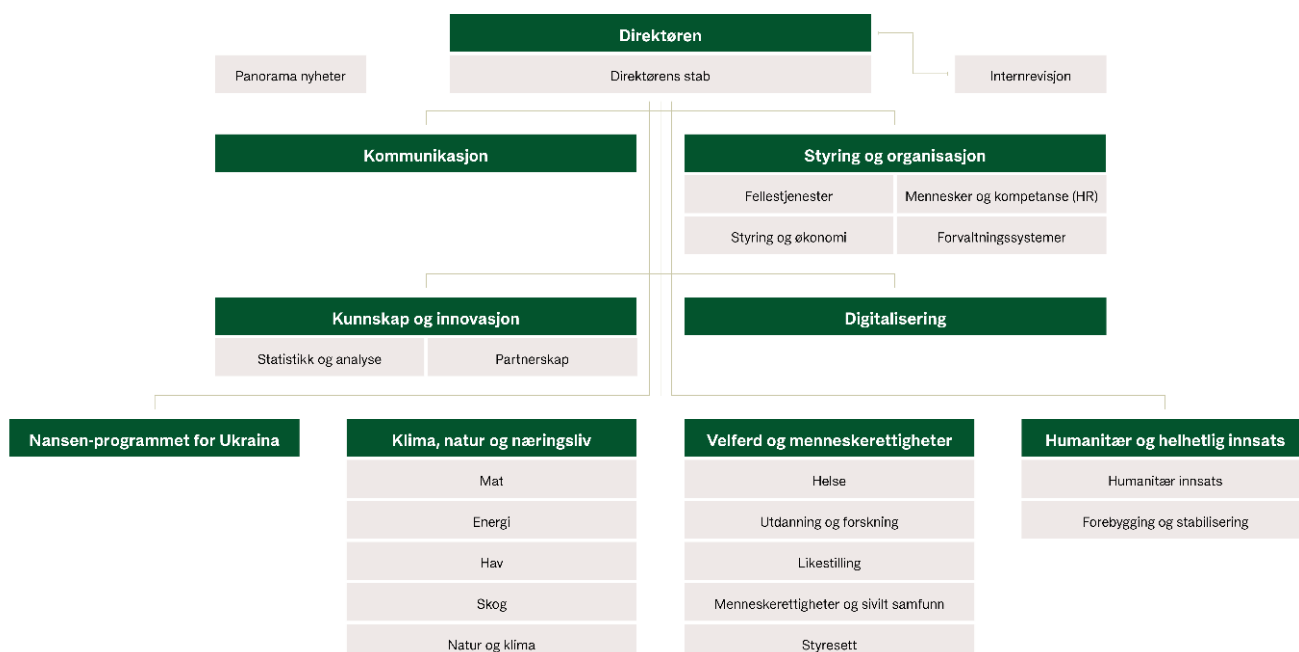 Direktøren
Panorama nyheter
Direktørens stab
Internrevisjon
Kommunikasjon
Styring og organisasjon
Fellestjenester
Mennesker og kompetanse (HR)
Styring og økonomi
Forvaltningssystemer
Kunnskap og innovasjon
Digitalisering
Statistikk og analyse
Partnerskap
Nansen-programmet for Ukraina
Klima, natur og næringsliv
Velferd og menneskerettigheter
Humanitær og helhetlig innsats
Mat
Helse
Humanitær innsats
Energi
Utdanning og forskning
Forebygging og stabilisering
Hav
Likestilling
Skog
Menneskerettigheter og sivilt samfunn
Natur og klima
Styresett